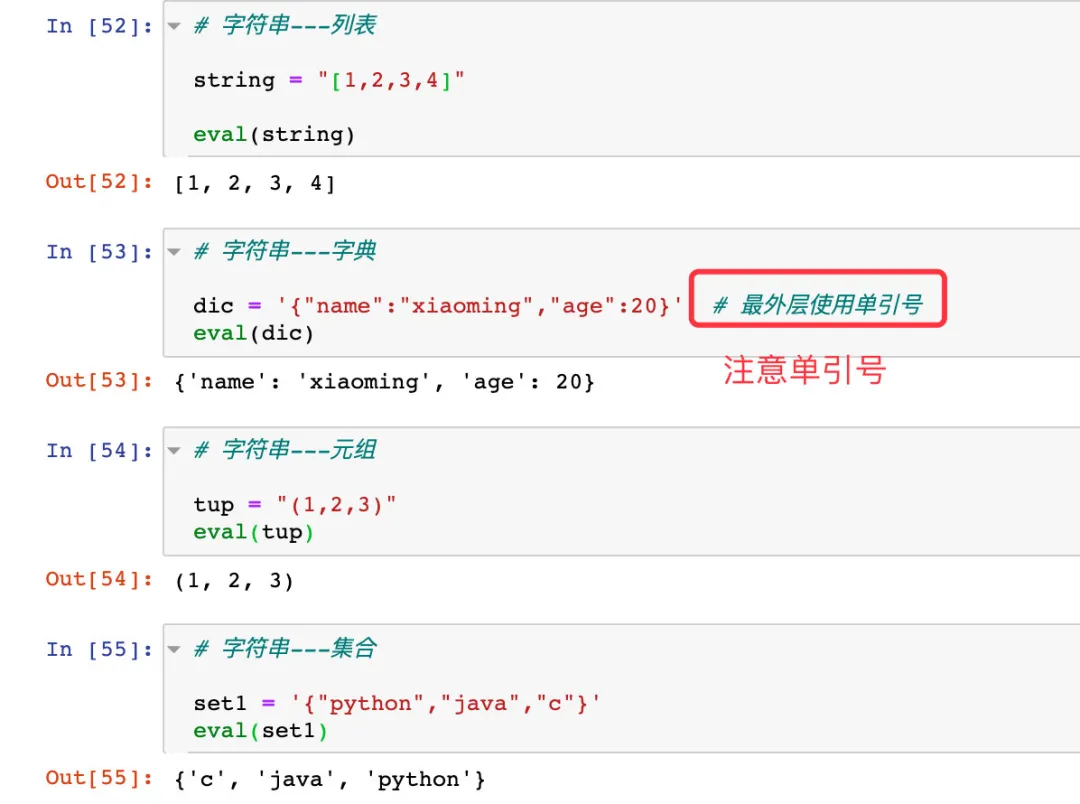 In [52]: # 字符串---列表
string = "[1,2,3,4]"
eval(string)
Out[52]: [1, 2, 3, 4]
In [53]: # 字符串---字典
dic = '{"name":"xiaoming","age":20}' # 最外层使用单引号
eval(dic)
注意单引号
Out[53]: {'name': 'xiaoming', 'age': 20}
In [54]: # 字符串---元组
tup = "(1,2,3)"
eval(tup)
Out[54]: (1, 2, 3)
In [55]: # 字符串---集合
set1 = '{"python","java","c"}'
eval(set1)
Out[55]: {'c', 'java', 'python'}